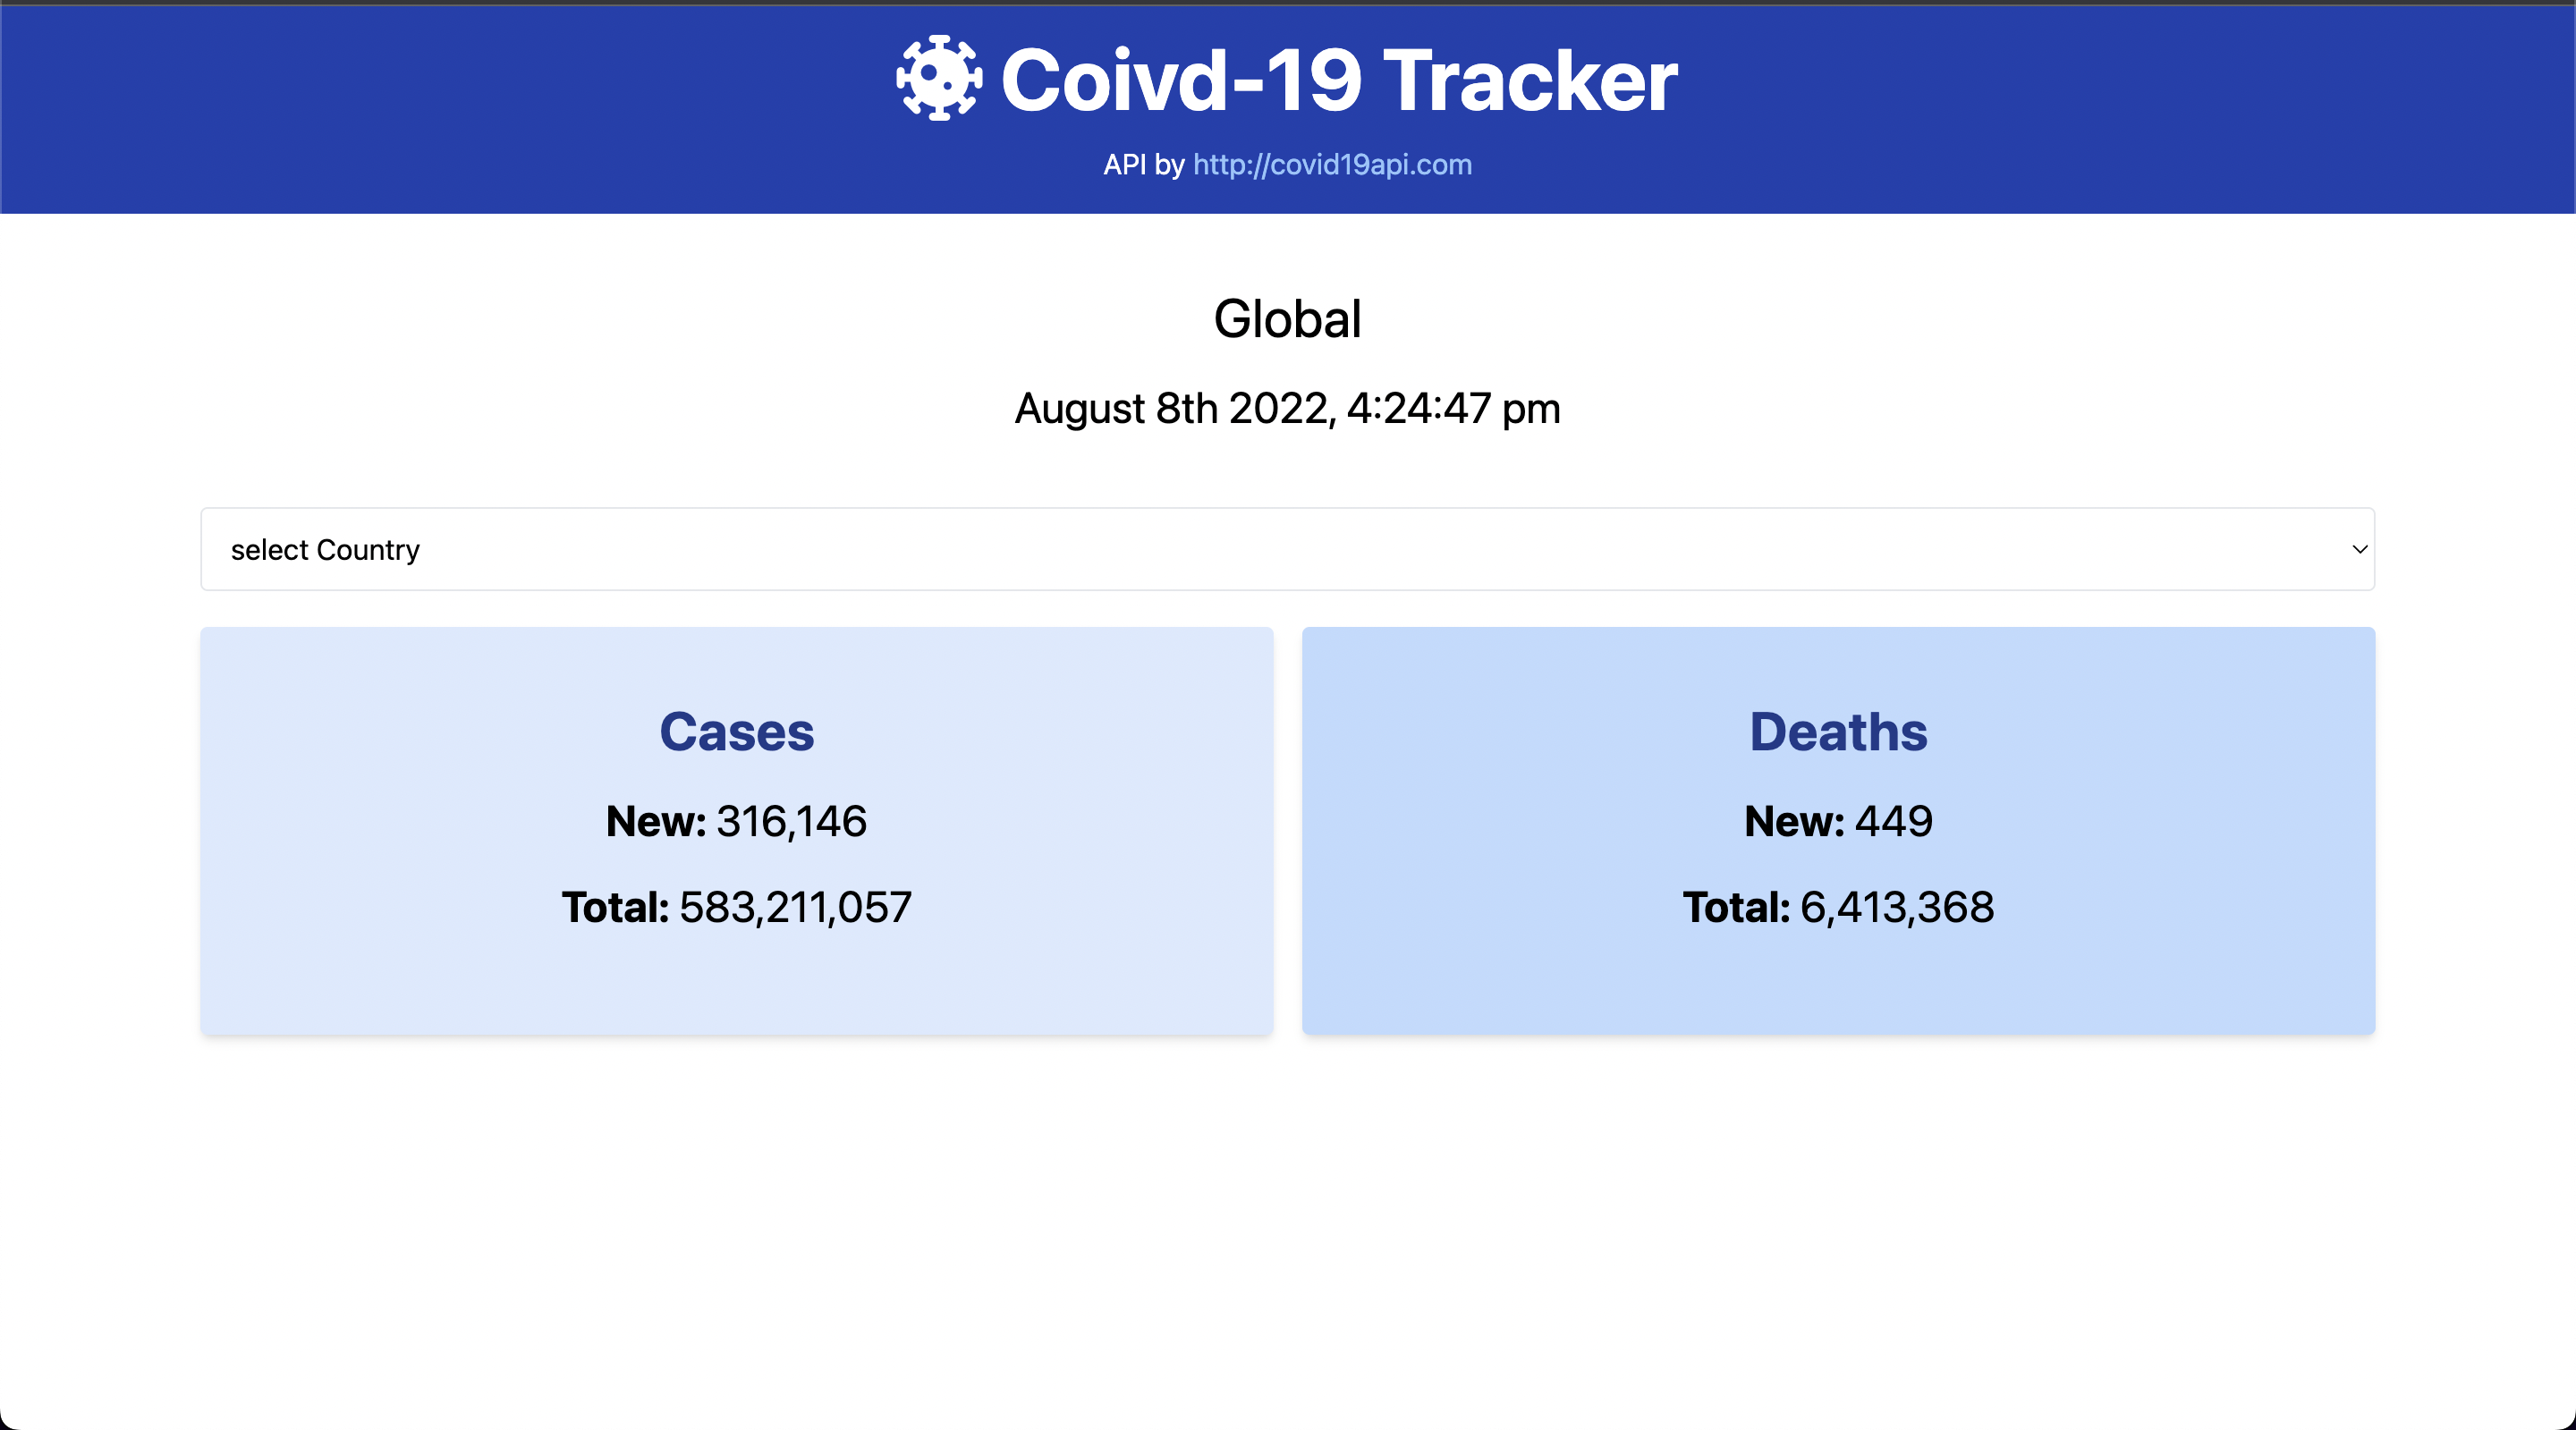 Coivd-19 Tracker
API by http://covid19api.com
Global
August 8th 2022, 4:24:47 pm
select Country
Cases
New: 316,146
Total: 583,211,057
Deaths
New: 449
Total: 6,413,368